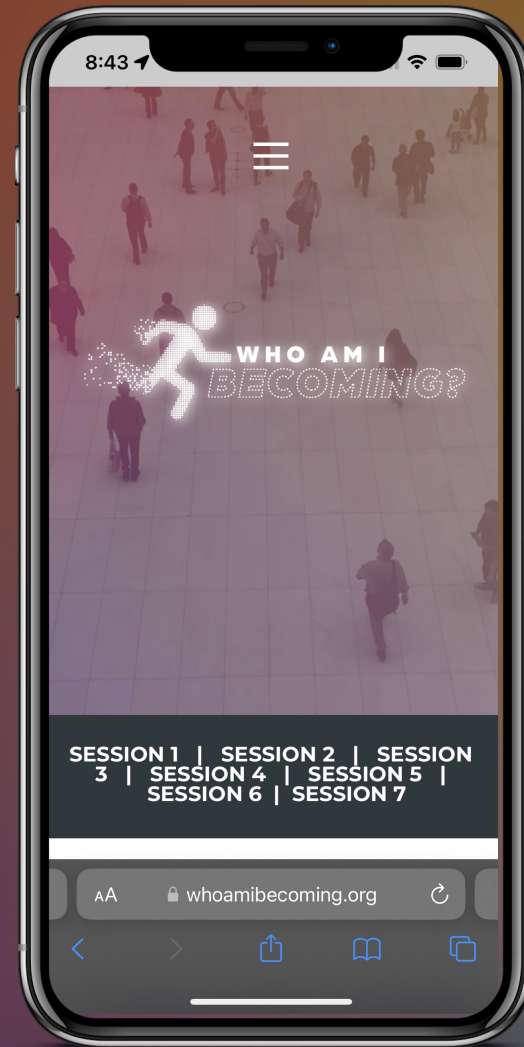 8:43
WHO AM I
BECOMING?
SESSION 1 | SESSION 2 | SESSION
3 | SESSION 4 | SESSION 5 |
SESSION 6 | SESSION 7
AA whoamibecoming.org